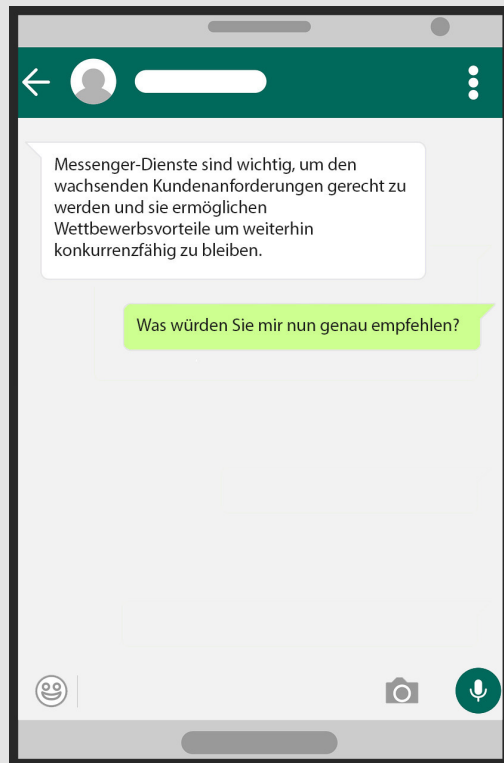 Messenger-Dienste sind wichtig, um den
wachsenden Kundenanforderungen gerecht zu
werden und sie ermöglichen
Wettbewerbsvorteile um weiterhin
konkurrenzfähig zu bleiben.
Was würden Sie mir nun genau empfehlen?